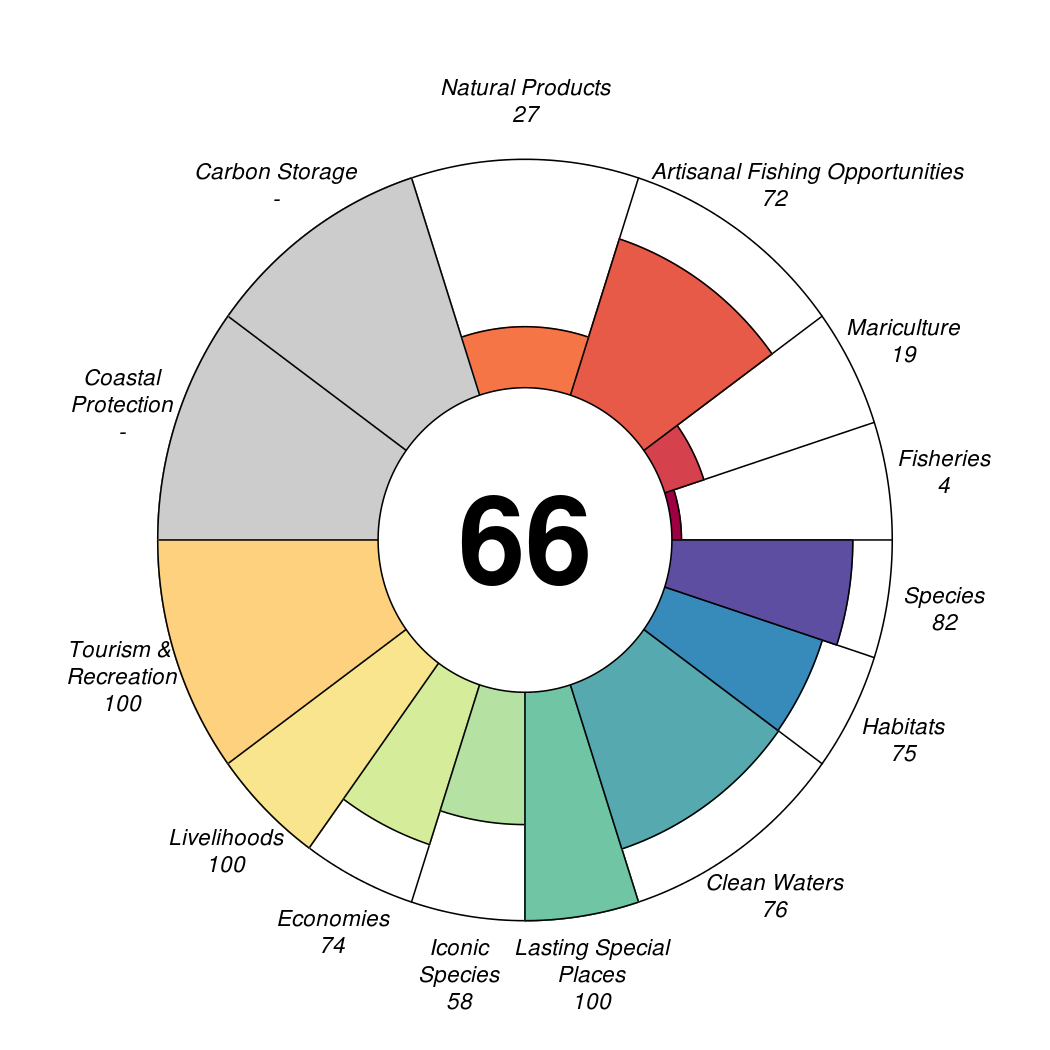 Natural Products
27
Artisanal Fishing Opportunities
72
Carbon Storage
-
Mariculture
19
Coastal
Protection
-
Fisheries
4
66
Species
82
Tourism &
Recreation
100
Habitats
75
Livelihoods
100
Clean Waters
76
Economies
74
Iconic
Species
58
Lasting Special
Places
100